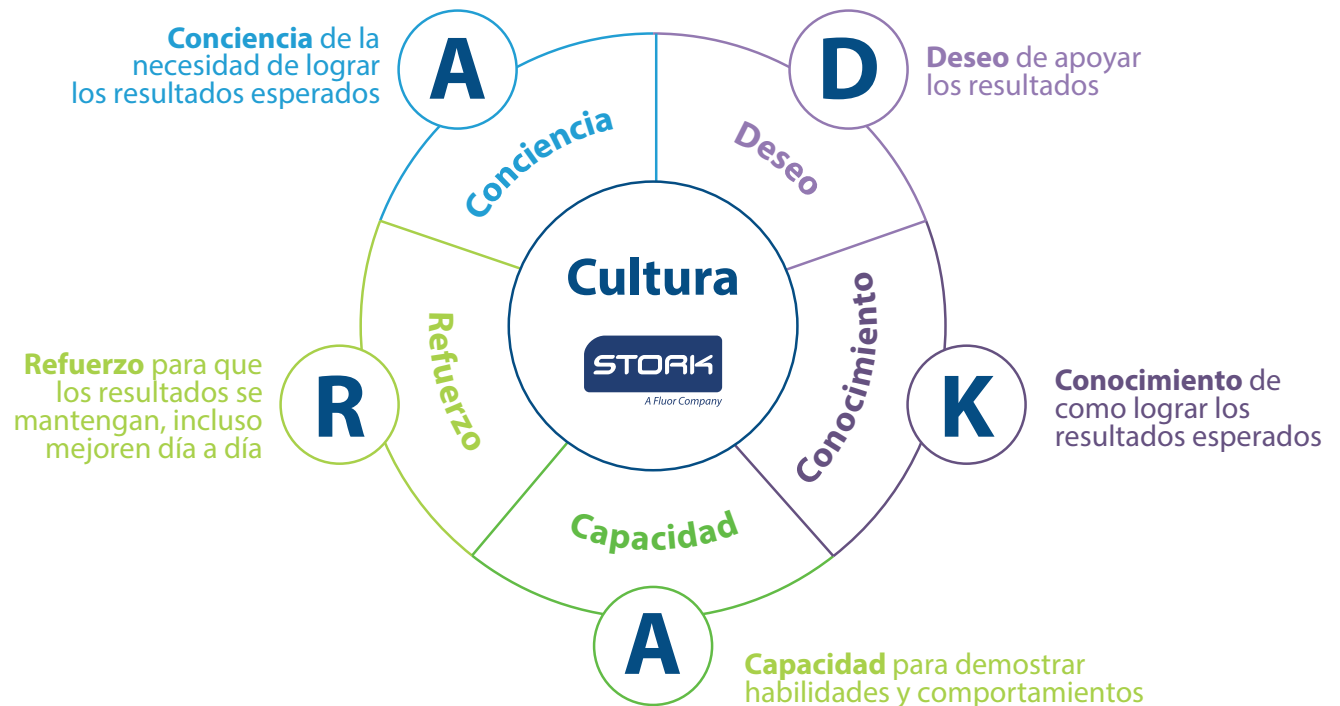 A
Conciencia de la
necesidad de lograr
los resultados esperados
Conciencia
D
Deseo de apoyar
los resultados
Deseo
K
Conocimiento de
como lograr los
resultados esperados
Conocimiento
A
Capacidad para demostrar
habilidades y comportamientos
Capacidad
R
Refuerzo para que
los resultados se
mantengan, incluso
mejoren día a día
Refuerzo
Cultura
STORK
A Fluor Company